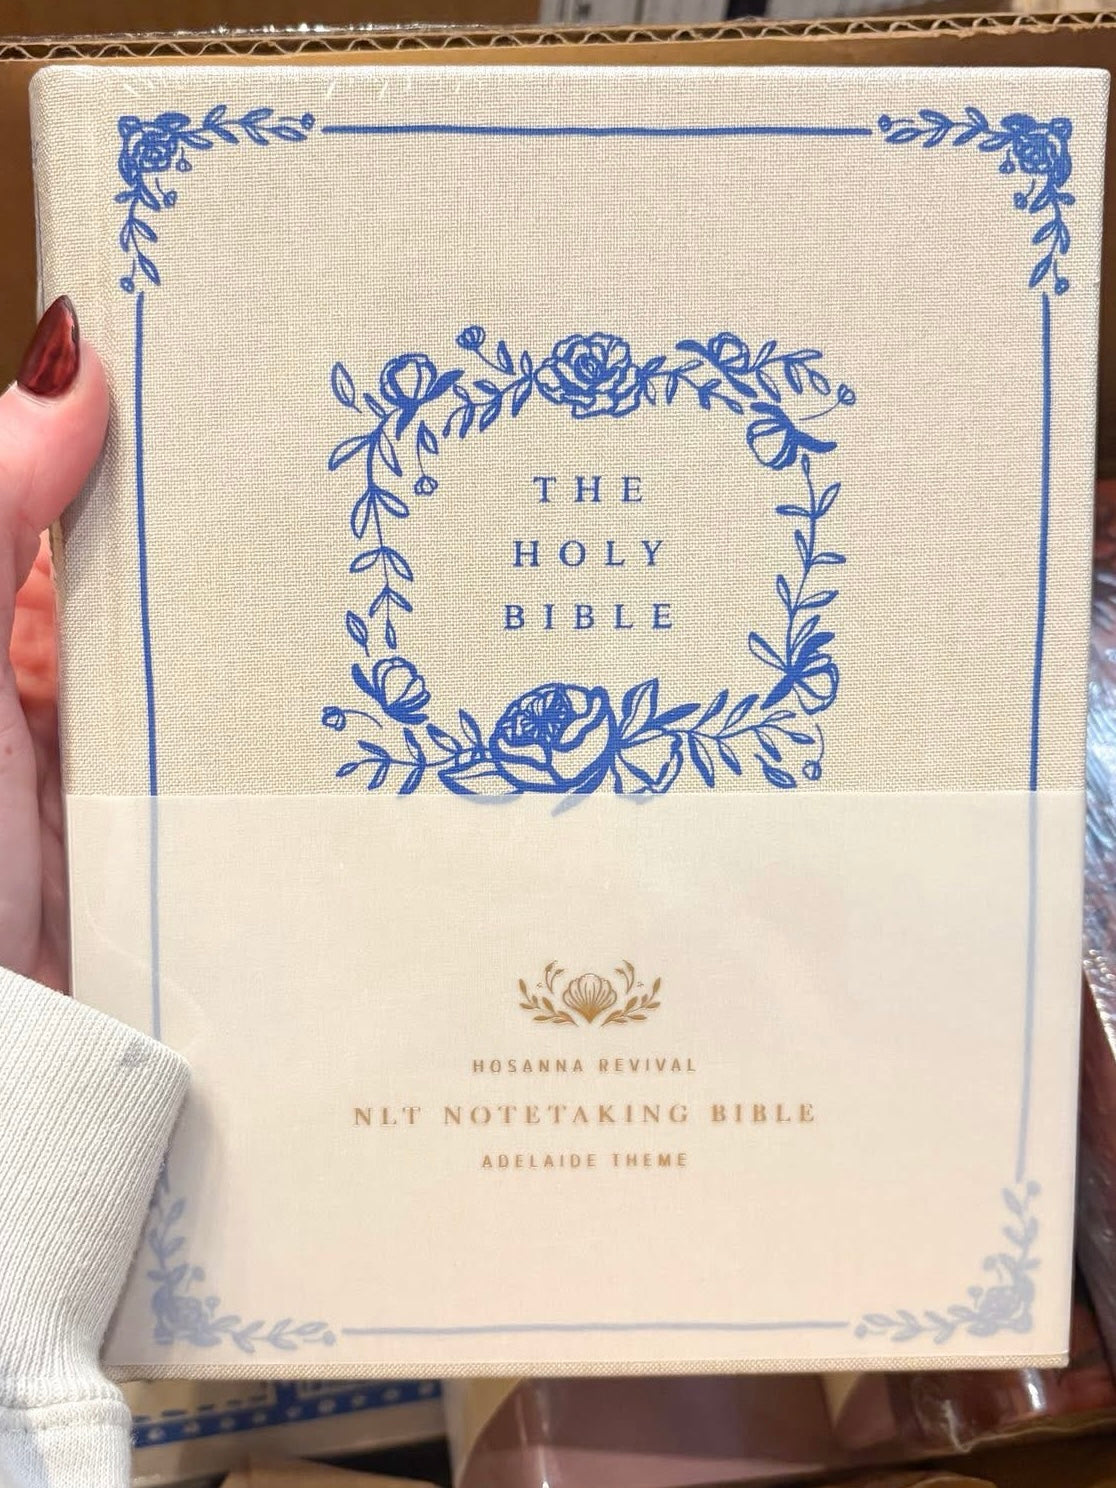 THE
HOLY
BIBLE
HOSANNA REVIVAL
NLT NOTETAKING BIBLE
ADELAIDE THEME